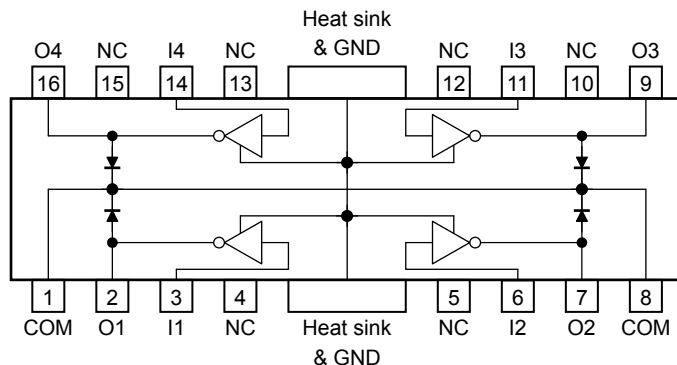 Heat sink
& GND
O4 NC I4 NC NC I3 NC O3
16 15 14 13 12 11 10 9
1 2 3 4 5 6 7 8
COM O1 I1 NC NC I2 O2 COM
Heat sink
& GND